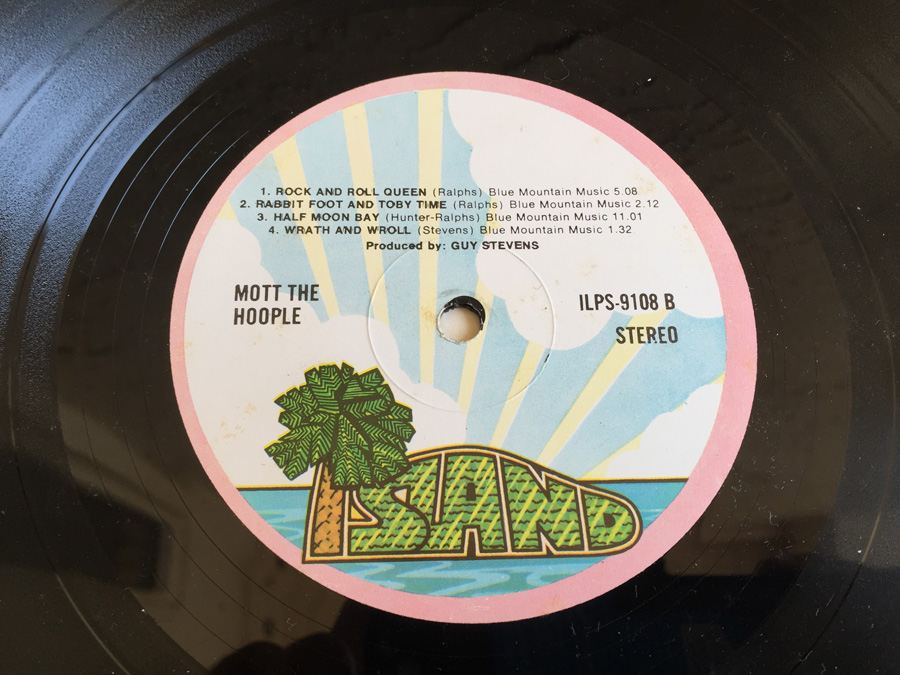 1. ROCK AND ROLL QUEEN (Ralphs) Blue Mountain Music 5.08
2. RABBIT FOOT AND TOBY TIME (Ralphs) Blue Mountain Music 2.12
3. HALF MOON BAY (Hunter-Ralphs) Blue Mountain Music 11.01
4. WRATH AND WROLL (Stevens) Blue Mountain Music 1.32
Produced by: GUY STEVENS
MOTT THE
HOOPLE
ILPS-9108 B
STEREO
ISLAND